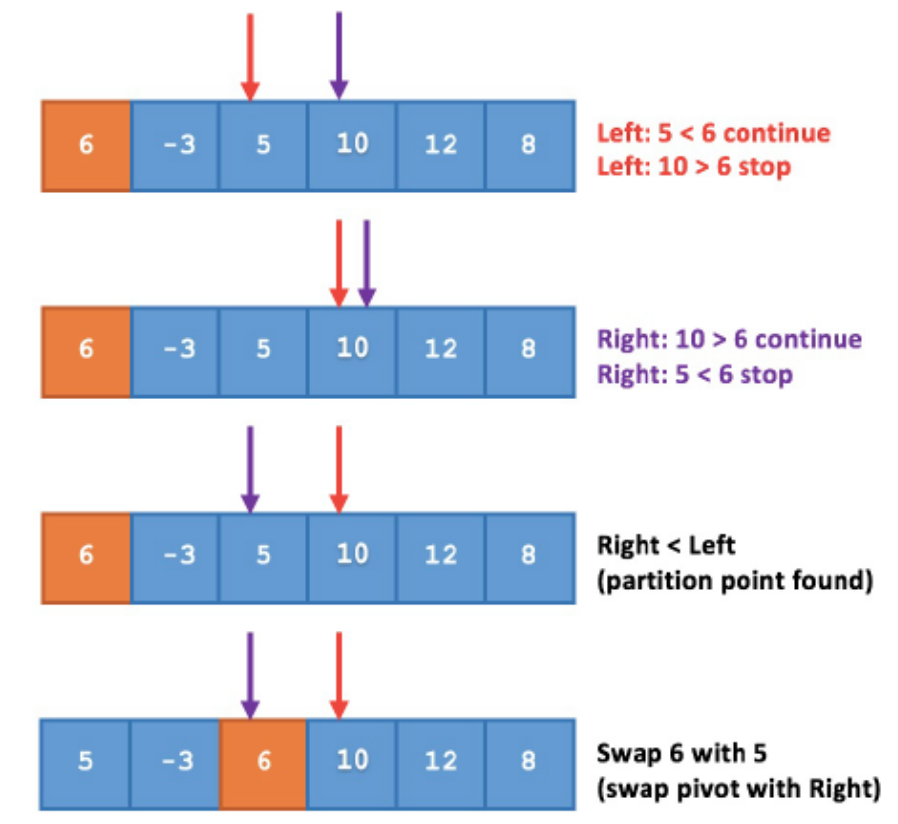 6 -3 5 10 12 8
Left: 5 < 6 continue
Left: 10 > 6 stop
6 -3 5 10 12 8
Right: 10 > 6 continue
Right: 5 < 6 stop
6 -3 5 10 12 8
Right < Left
(partition point found)
5 -3 6 10 12 8
Swap 6 with 5
(swap pivot with Right)